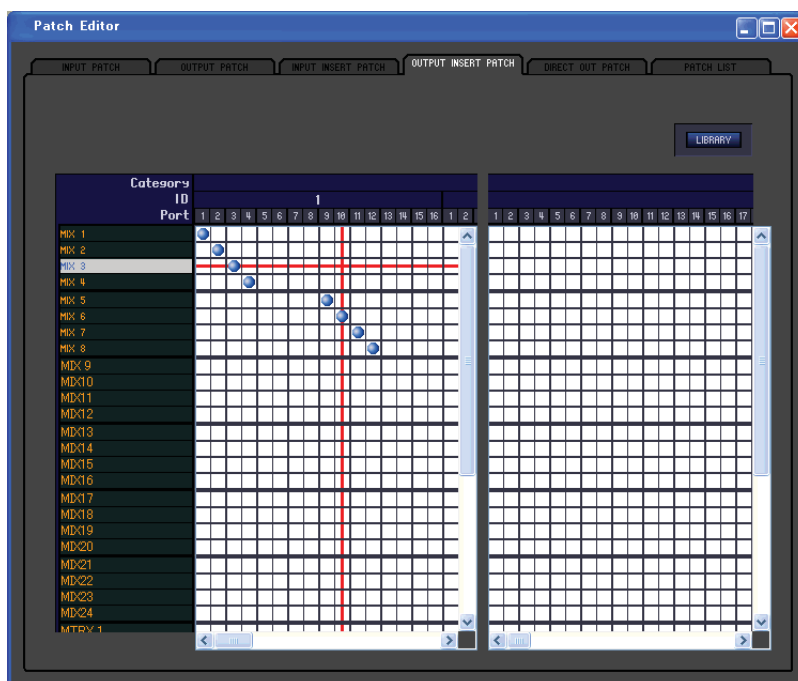 Patch Editor
INPUT PATCH OUTPUT PATCH INPUT INSERT PATCH OUTPUT INSERT PATCH DIRECT OUT PATCH PATCH LIST
LIBRARY
Category
ID 1
Port 1 2 3 4 5 6 7 8 9 10 11 12 13 14 15 16 1 2 1 2 3 4 5 6 7 8 9 10 11 12 13 14 15 16 17
MIX 1
MIX 2
MIX 3
MIX 4
MIX 5
MIX 6
MIX 7
MIX 8
MIX 9
MIX10
MIX11
MIX12
MIX13
MIX14
MIX15
MIX16
MIX17
MIX18
MIX19
MIX20
MIX21
MIX22
MIX23
MIX24
MTRX 1